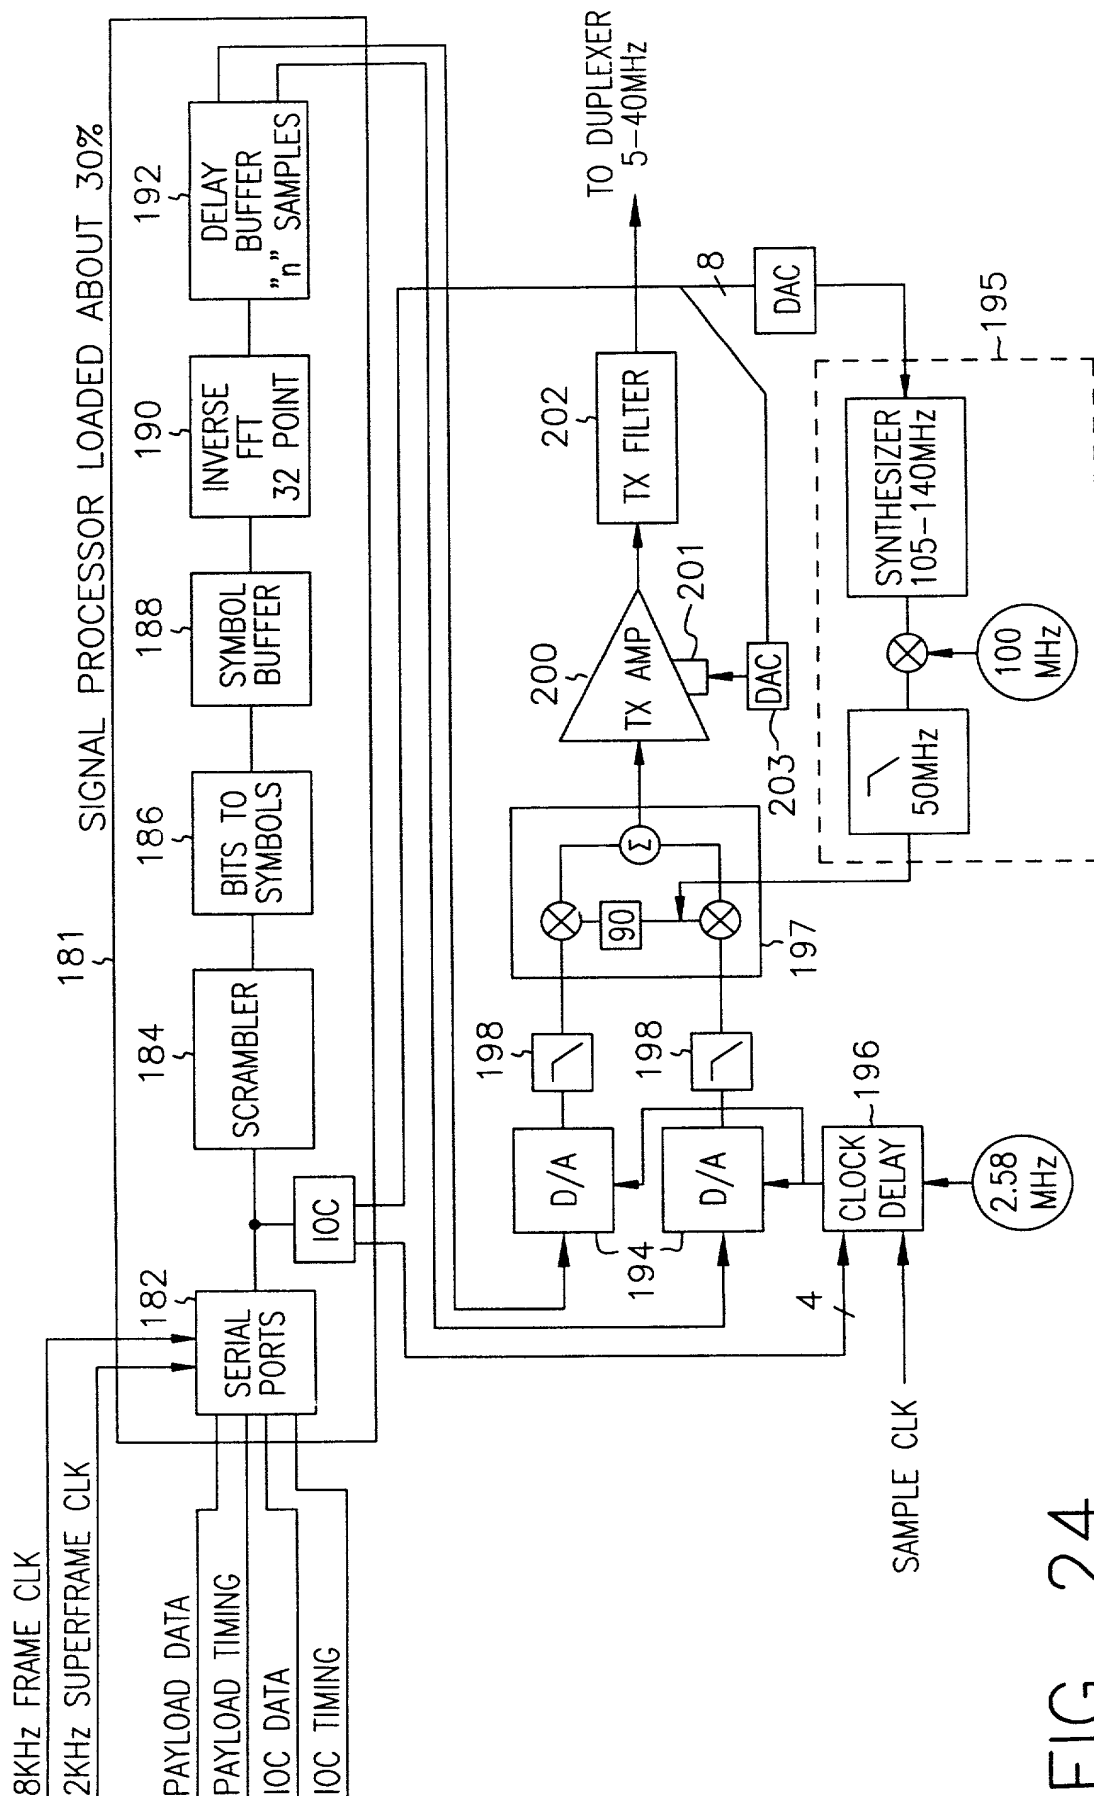 SIGNAL PROCESSOR LOADED ABOUT 30%
181
8KHz FRAME CLK
2KHz SUPERFRAME CLK
PAYLOAD DATA
PAYLOAD TIMING
IOC DATA
IOC TIMING
182
SERIAL
PORTS
IOC
184
SCRAMBLER
186
BITS TO
SYMBOLS
188
SYMBOL
BUFFER
190
INVERSE
FFT
32 POINT
192
DELAY
BUFFER
"n" SAMPLES
D/A
D/A
194
198
198
90
Σ
197
200
TX AMP
201
DAC
203
202
TX FILTER
TO DUPLEXER
5-40MHz
8
DAC
195
SYNTHESIZER
105-140MHz
100
MHz
50MHz
4
CLOCK
DELAY
196
2.58
MHz
SAMPLE CLK
FIG 24